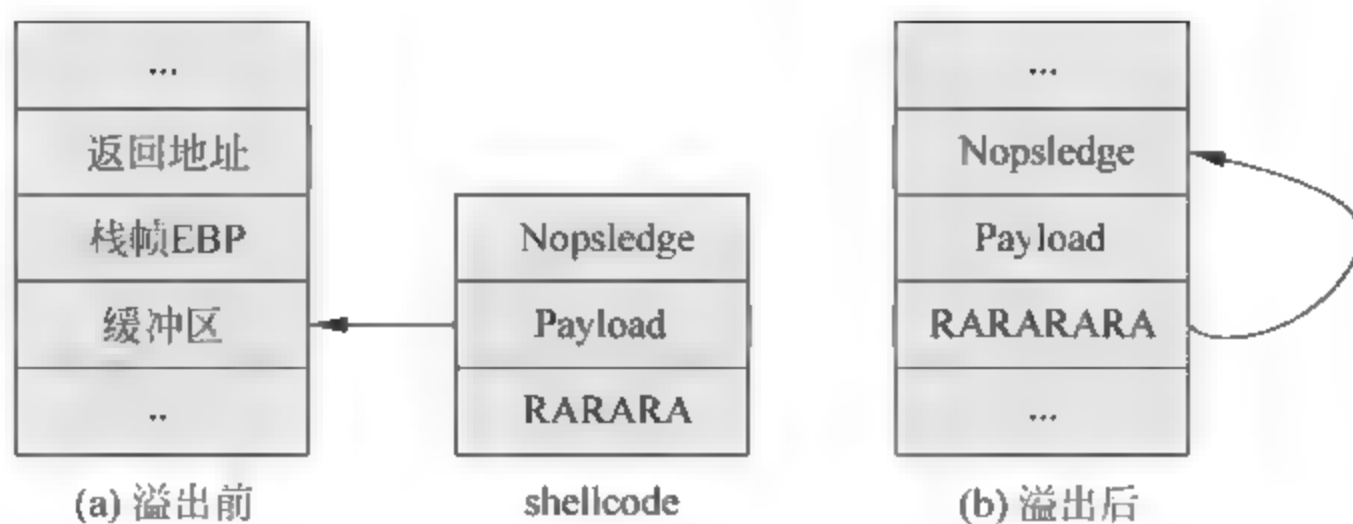 ...
返回地址
栈帧EBP
缓冲区
..
(a) 溢出前
Nopsledge
Payload
RARARA
shellcode
...
Nopsledge
Payload
RARARARA
...
(b) 溢出后